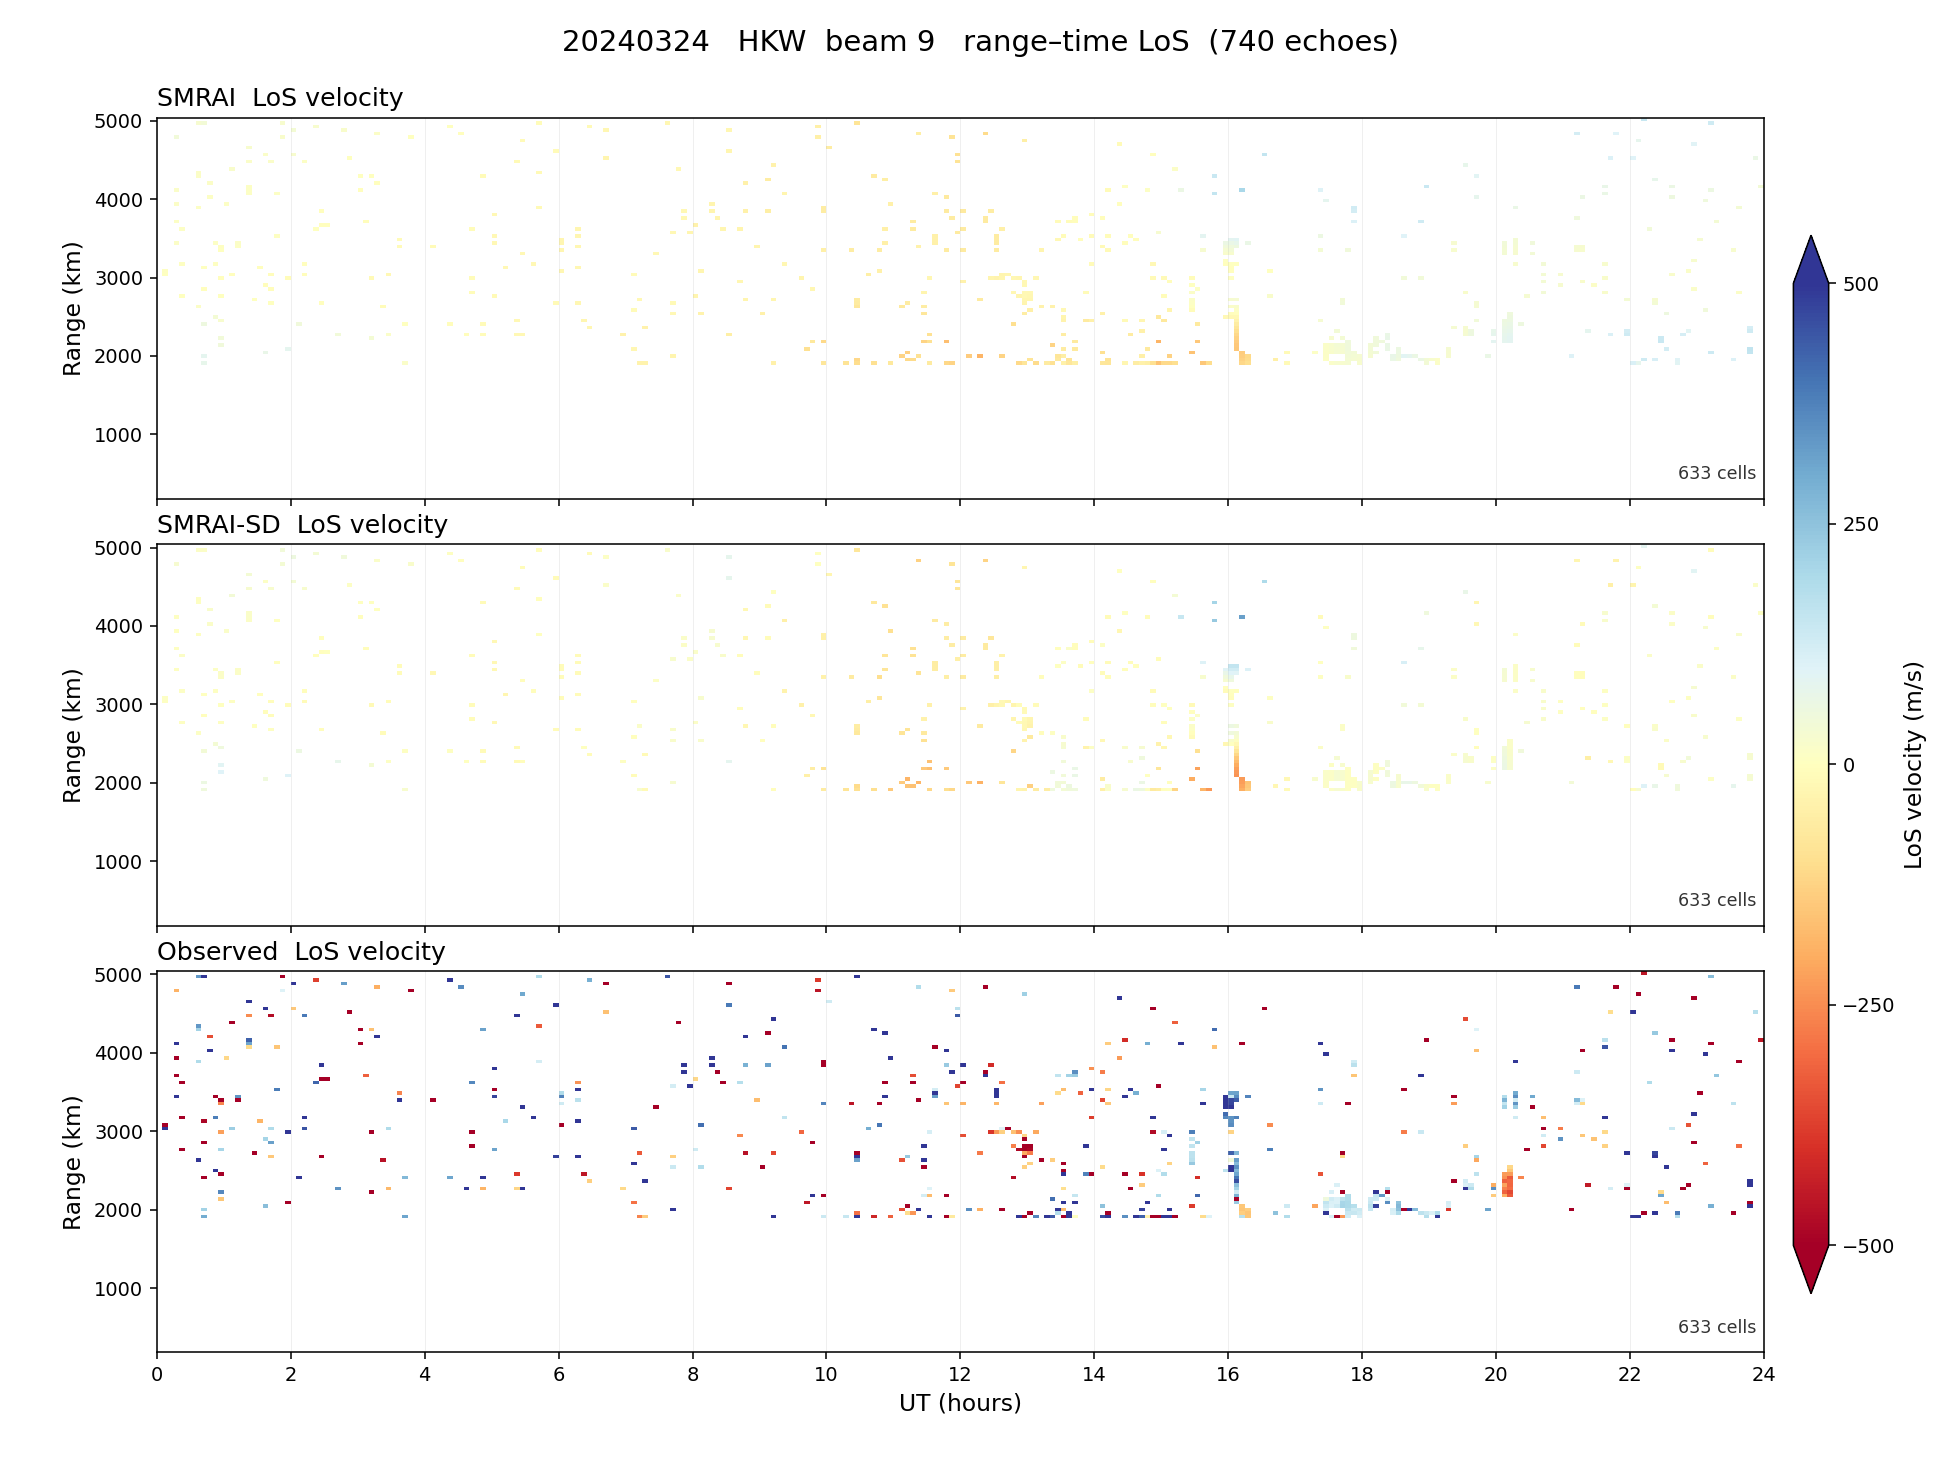 20240324   HKW  beam 9   range–time LoS  (740 echoes)
SMRAI  LoS velocity
5000
4000
3000
2000
1000
Range (km)
633 cells
SMRAI-SD  LoS velocity
5000
4000
3000
2000
1000
Range (km)
633 cells
Observed  LoS velocity
5000
4000
3000
2000
1000
Range (km)
633 cells
0 2 4 6 8 10 12 14 16 18 20 22 24
UT (hours)
500
250
0
−250
−500
LoS velocity (m/s)